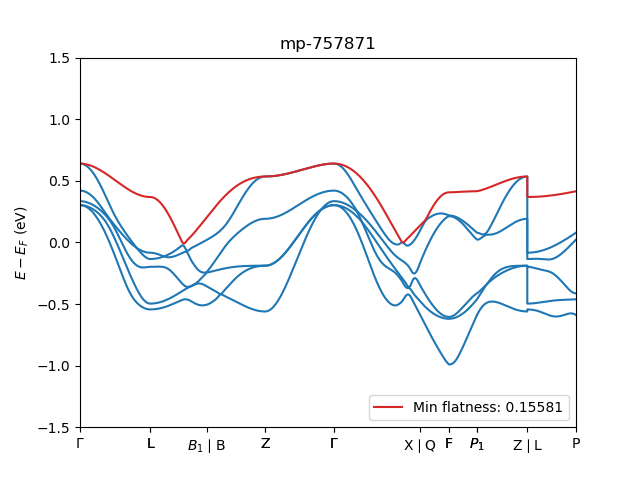 mp-757871
E − E_F (eV)
1.5
1.0
0.5
0.0
−0.5
−1.0
−1.5
Min flatness: 0.15581
Γ L B₁ | B Z Γ X | Q F P₁ Z | L P